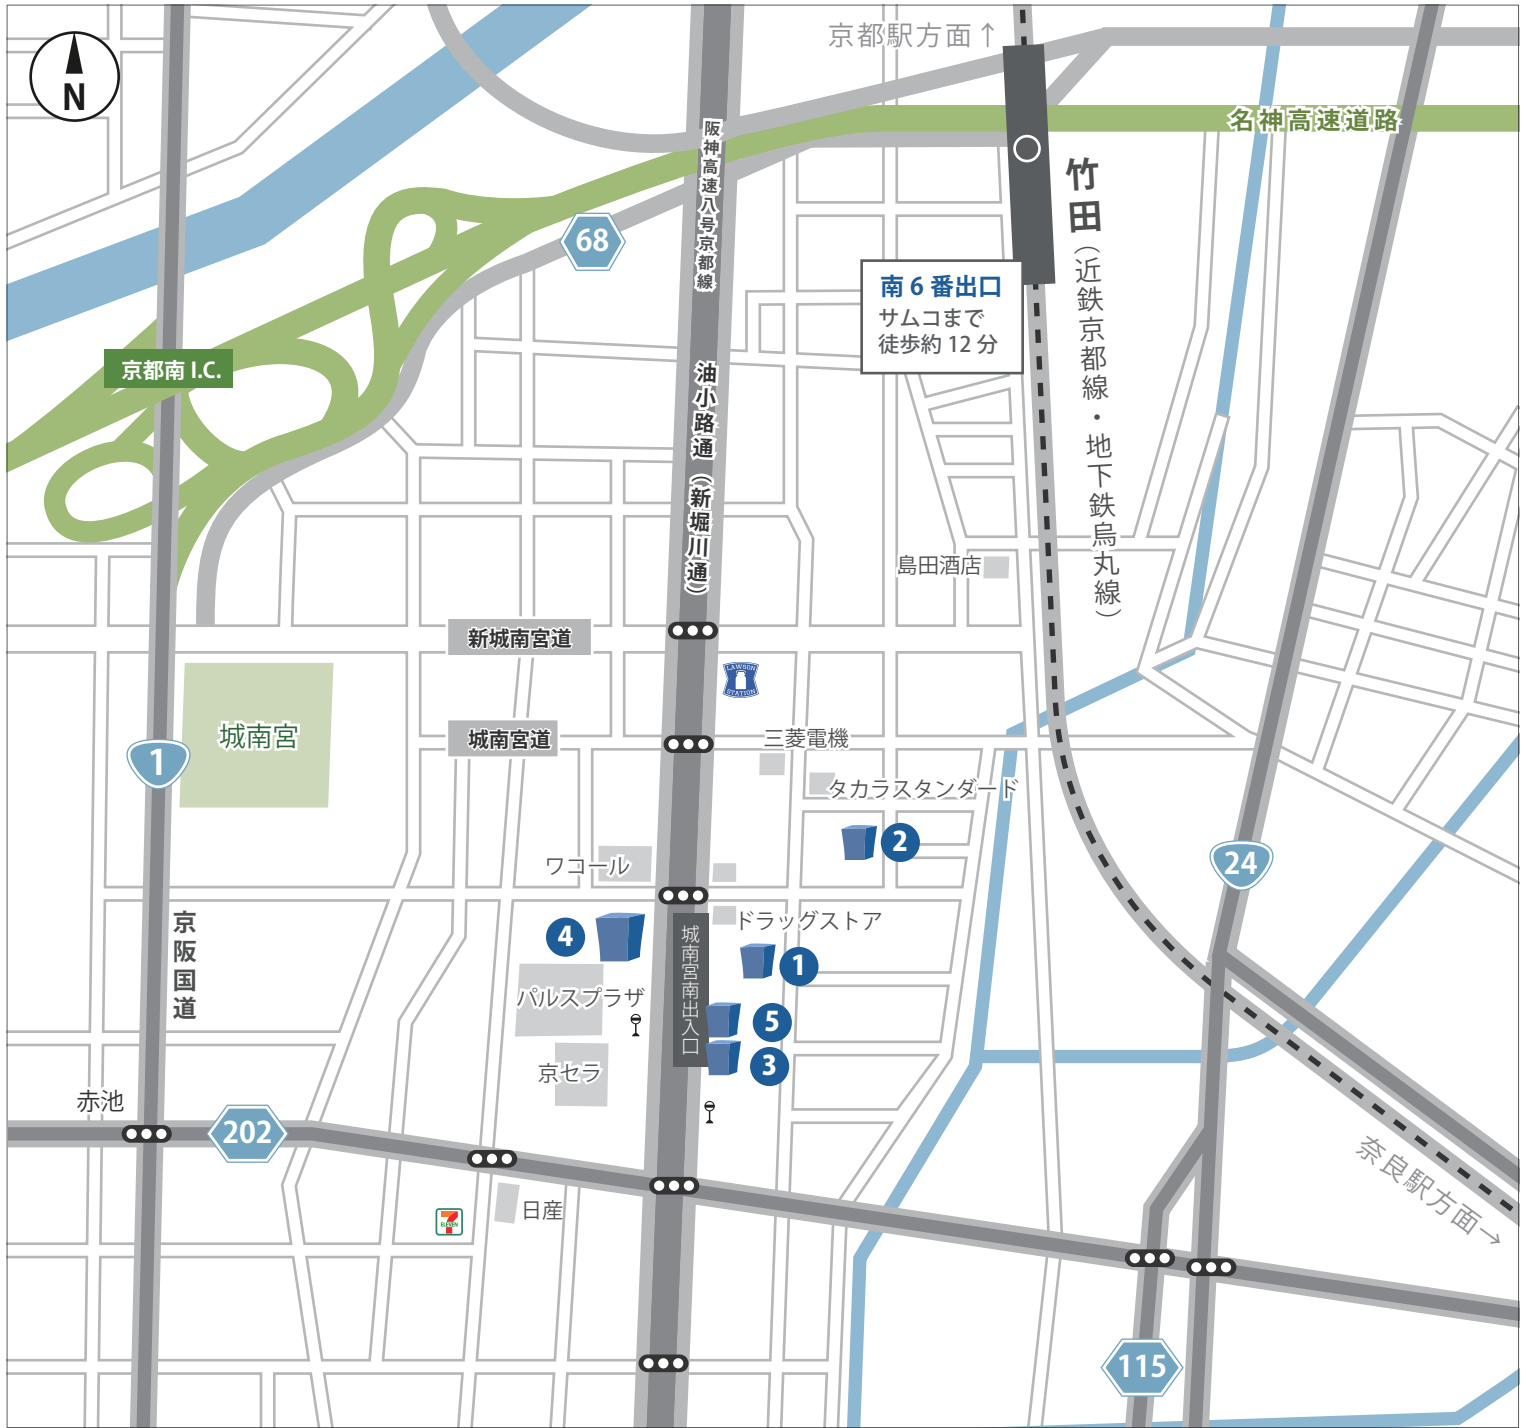 京都駅方面↑
N
名神高速道路
阪神高速八号京都線
竹田
(近鉄京都線・地下鉄烏丸線)
68
南6番出口
サムコまで
徒歩約12分
京都南 I.C.
油小路通(新堀川通)
島田酒店
新城南宮道
LAWSON
STATION
城南宮
城南宮道
三菱電機
1
タカラスタンダード
2
24
ワコール
京阪国道
4
ドラッグストア
城南宮南出入口
1
パルスプラザ
5
3
京セラ
赤池
202
奈良駅方面→
日産
7
ELEVEN
115